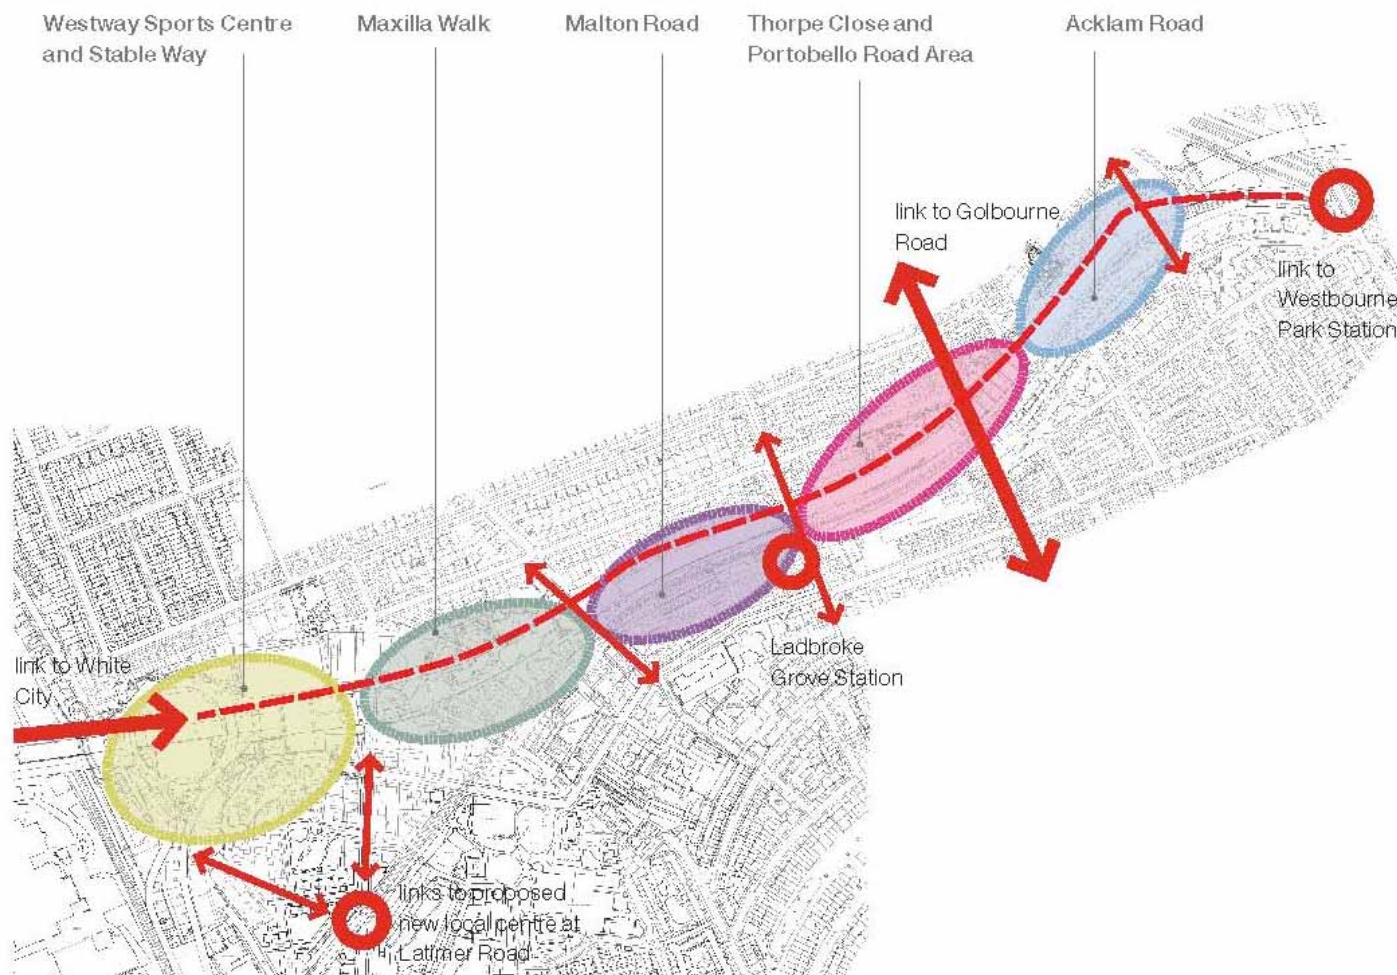 Westway Sports Centre
and Stable Way
Maxilla Walk
Malton Road
Thorpe Close and
Portobello Road Area
Acklam Road
link to Golbourne
Road
link to
Westbourne
Park Station
link to White
City
Ladbroke
Grove Station
links to proposed
new local centre at
Latimer Road